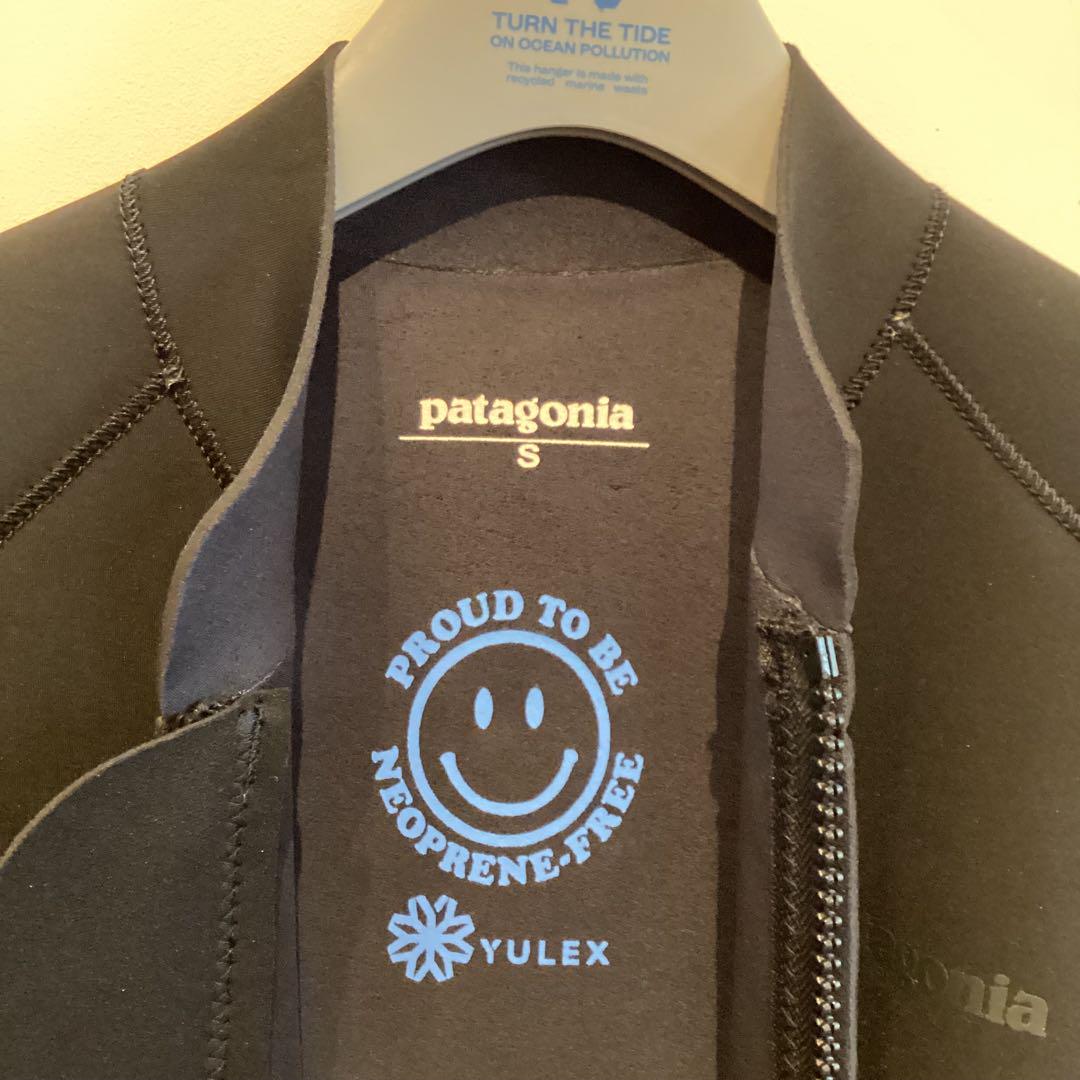 TURN THE TIDE
ON OCEAN POLLUTION
This hanger is made with
recycled marine waste
patagonia
S
PROUD TO BE
NEOPRENE-FREE
YULEX
gonia